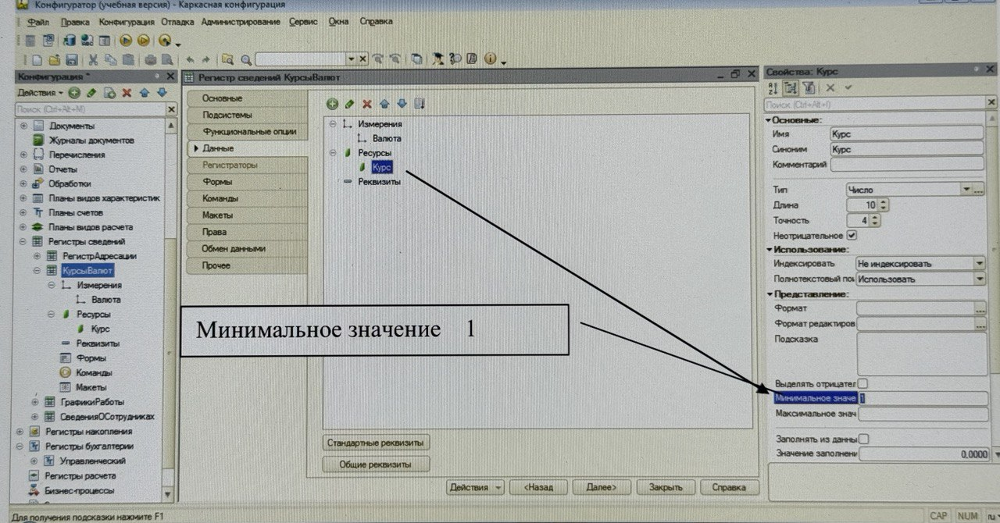 Конфигуратор (учебная версия) - Каркасная конфигурация
Файл Правка Конфигурация Отладка Администрирование Сервис Окна Справка
Конфигурация *
Действия
Поиск (Ctrl+Alt+M)
Документы
Журналы документов
Перечисления
Отчеты
Обработки
Планы видов характеристик
Планы счетов
Планы видов расчета
Регистры сведений
РегистрАдресации
КурсыВалют
Измерения
Валюта
Ресурсы
Курс
Реквизиты
Формы
Команды
Макеты
ГрафикиРаботы
СведенияОСотрудниках
Регистры накопления
Регистры бухгалтерии
Управленческий
Регистры расчета
Бизнес-процессы
Регистр сведений КурсыВалют
Основные
Подсистемы
Функциональные опции
Данные
Регистраторы
Формы
Команды
Макеты
Права
Обмен данными
Прочее
Измерения
Валюта
Ресурсы
Курс
Реквизиты
Минимальное значение 1
Стандартные реквизиты
Общие реквизиты
Действия <Назад Далее> Закрыть Справка
Свойства: Курс
Поиск (Ctrl+Alt+I)
Основные:
Имя Курс
Синоним Курс
Комментарий
Тип Число
Длина 10
Точность 4
Неотрицательное
Использование:
Индексировать Не индексировать
Полнотекстовый пои Использовать
Представление:
Формат
Формат редактиров
Подсказка
Выделять отрицател
Минимальное значе 1
Максимальное знач
Заполнять из данны
Значение заполнени 0,0000
Для получения подсказки нажмите F1
CAP NUM ru